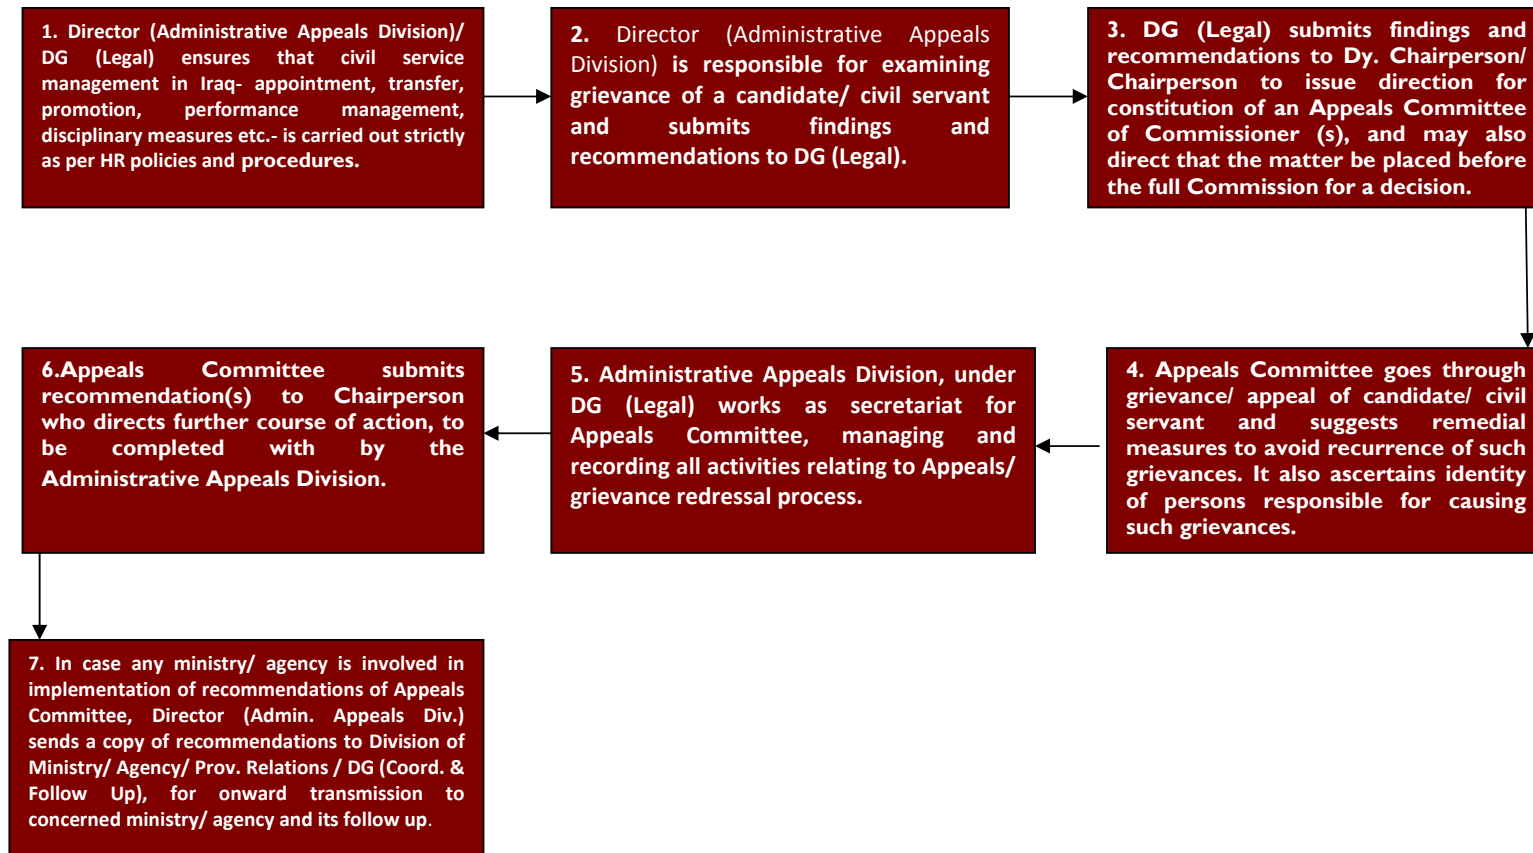 1. Director (Administrative Appeals Division)/
DG (Legal) ensures that civil service
management in Iraq- appointment, transfer,
promotion, performance management,
disciplinary measures etc.- is carried out strictly
as per HR policies and procedures.
2. Director (Administrative Appeals
Division) is responsible for examining
grievance of a candidate/ civil servant
and submits findings and
recommendations to DG (Legal).
3. DG (Legal) submits findings and
recommendations to Dy. Chairperson/
Chairperson to issue direction for
constitution of an Appeals Committee
of Commissioner (s), and may also
direct that the matter be placed before
the full Commission for a decision.
4. Appeals Committee goes through
grievance/ appeal of candidate/ civil
servant and suggests remedial
measures to avoid recurrence of such
grievances. It also ascertains identity
of persons responsible for causing
such grievances.
5. Administrative Appeals Division, under
DG (Legal) works as secretariat for
Appeals Committee, managing and
recording all activities relating to Appeals/
grievance redressal process.
6.Appeals Committee submits
recommendation(s) to Chairperson
who directs further course of action, to
be completed with by the
Administrative Appeals Division.
7. In case any ministry/ agency is involved in
implementation of recommendations of Appeals
Committee, Director (Admin. Appeals Div.)
sends a copy of recommendations to Division of
Ministry/ Agency/ Prov. Relations / DG (Coord. &
Follow Up), for onward transmission to
concerned ministry/ agency and its follow up.